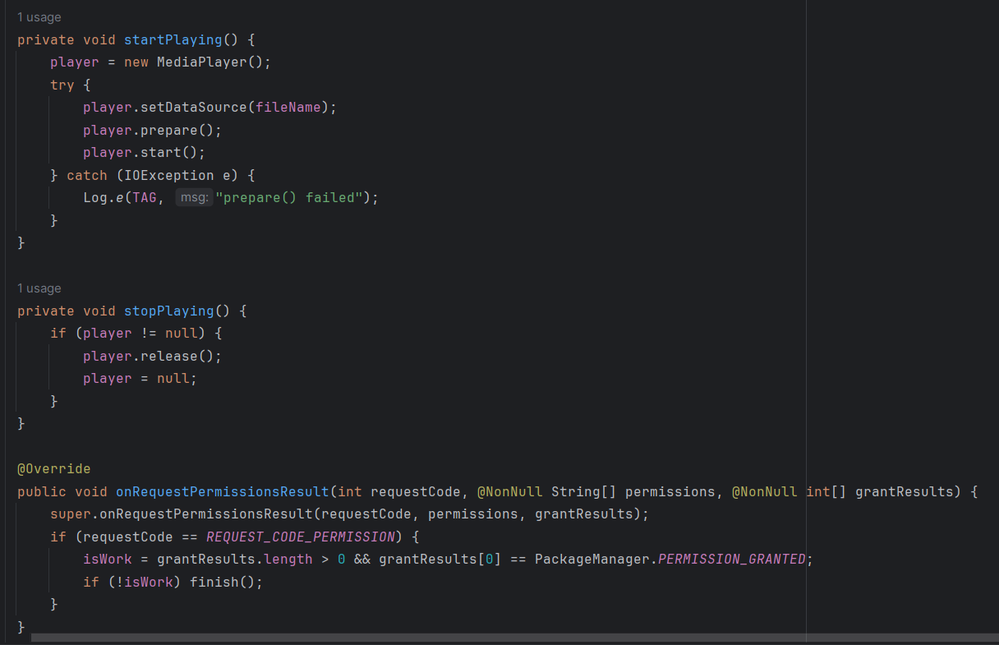 1 usage
private void startPlaying() {
    player = new MediaPlayer();
    try {
        player.setDataSource(fileName);
        player.prepare();
        player.start();
    } catch (IOException e) {
        Log.e(TAG, msg: "prepare() failed");
    }
}
1 usage
private void stopPlaying() {
    if (player != null) {
        player.release();
        player = null;
    }
}
@Override
public void onRequestPermissionsResult(int requestCode, @NonNull String[] permissions, @NonNull int[] grantResults) {
    super.onRequestPermissionsResult(requestCode, permissions, grantResults);
    if (requestCode == REQUEST_CODE_PERMISSION) {
        isWork = grantResults.length > 0 && grantResults[0] == PackageManager.PERMISSION_GRANTED;
        if (!isWork) finish();
    }
}